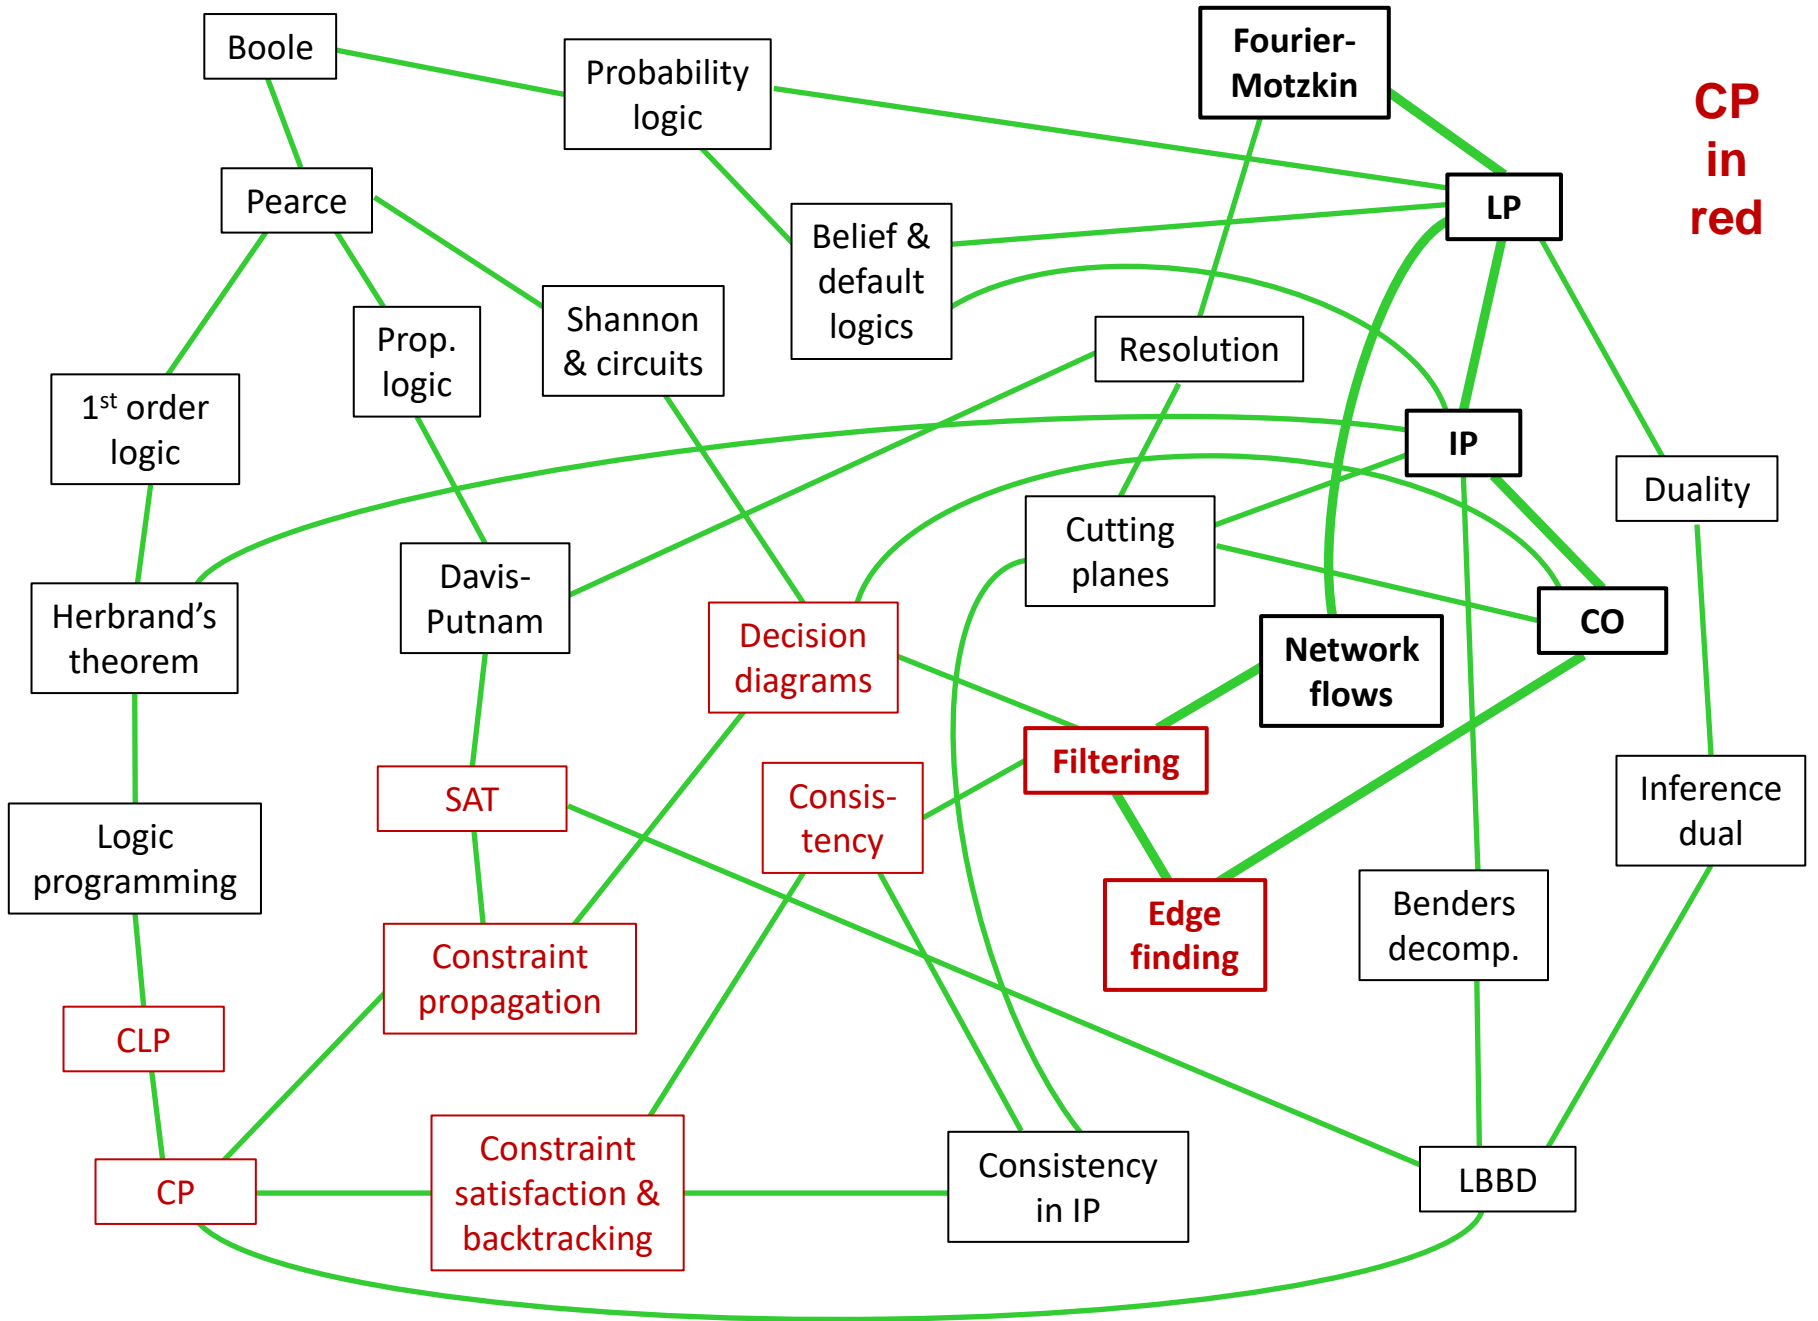 Boole
Probability
logic
Fourier-
Motzkin
CP
in
red
Pearce
Belief &
default
logics
LP
Shannon
& circuits
Prop.
logic
Resolution
1st order
logic
IP
Duality
Cutting
planes
Davis-
Putnam
Herbrand's
theorem
Decision
diagrams
CO
Network
flows
Filtering
SAT
Consis-
tency
Inference
dual
Logic
programming
Edge
finding
Benders
decomp.
Constraint
propagation
CLP
Constraint
satisfaction &
backtracking
CP
Consistency
in IP
LBBD